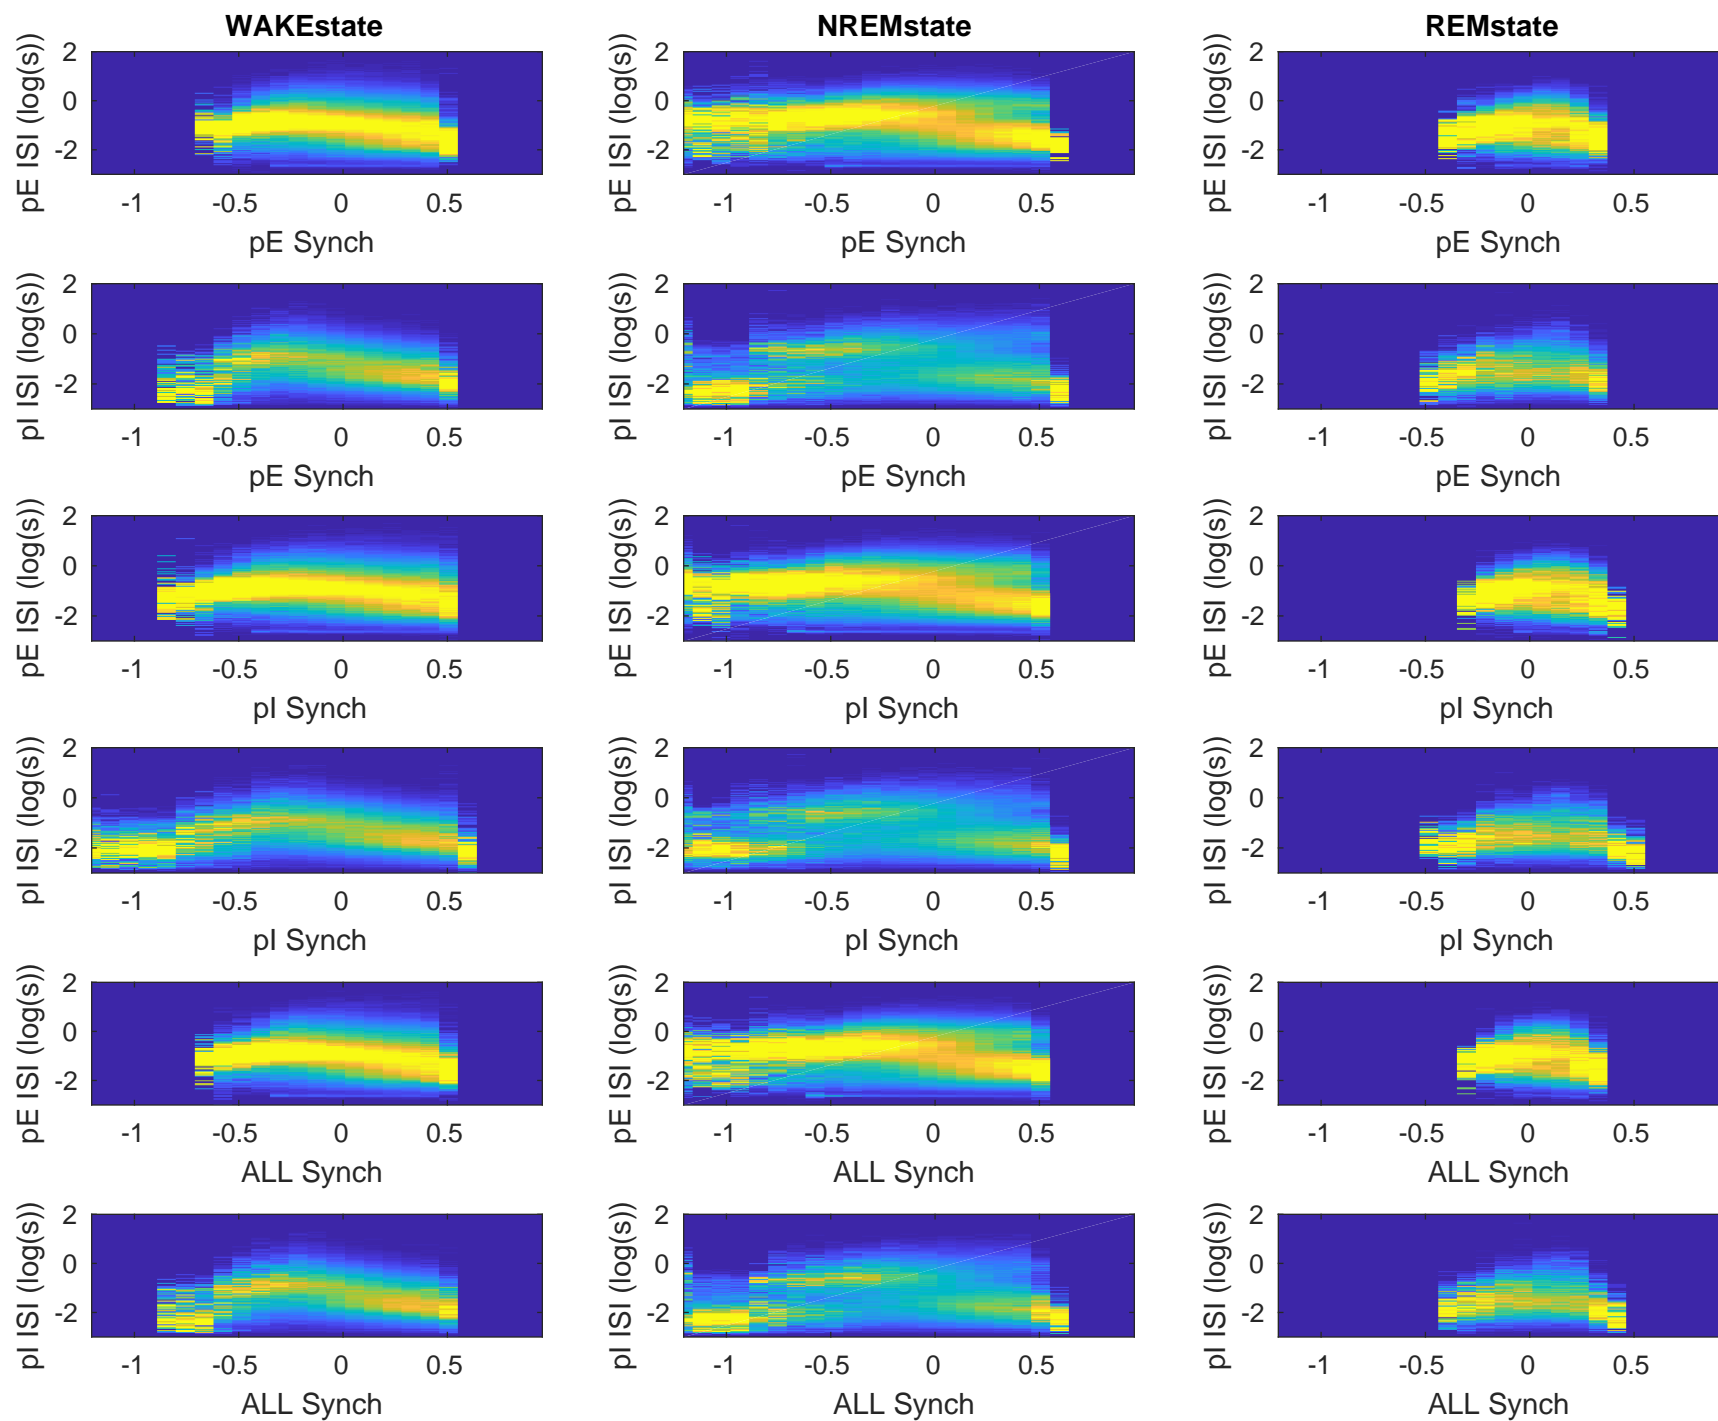 WAKEstate NREMstate REMstate
pE ISI (log(s)) 2 0 -2 pE ISI (log(s)) 2 0 -2 pE ISI (log(s)) 2 0 -2
-1 -0.5 0 0.5 -1 -0.5 0 0.5 -1 -0.5 0 0.5
pE Synch pE Synch pE Synch
pI ISI (log(s)) 2 0 -2 pI ISI (log(s)) 2 0 -2 pI ISI (log(s)) 2 0 -2
-1 -0.5 0 0.5 -1 -0.5 0 0.5 -1 -0.5 0 0.5
pE Synch pE Synch pE Synch
pE ISI (log(s)) 2 0 -2 pE ISI (log(s)) 2 0 -2 pE ISI (log(s)) 2 0 -2
-1 -0.5 0 0.5 -1 -0.5 0 0.5 -1 -0.5 0 0.5
pI Synch pI Synch pI Synch
pI ISI (log(s)) 2 0 -2 pI ISI (log(s)) 2 0 -2 pI ISI (log(s)) 2 0 -2
-1 -0.5 0 0.5 -1 -0.5 0 0.5 -1 -0.5 0 0.5
pI Synch pI Synch pI Synch
pE ISI (log(s)) 2 0 -2 pE ISI (log(s)) 2 0 -2 pE ISI (log(s)) 2 0 -2
-1 -0.5 0 0.5 -1 -0.5 0 0.5 -1 -0.5 0 0.5
ALL Synch ALL Synch ALL Synch
pI ISI (log(s)) 2 0 -2 pI ISI (log(s)) 2 0 -2 pI ISI (log(s)) 2 0 -2
-1 -0.5 0 0.5 -1 -0.5 0 0.5 -1 -0.5 0 0.5
ALL Synch ALL Synch ALL Synch